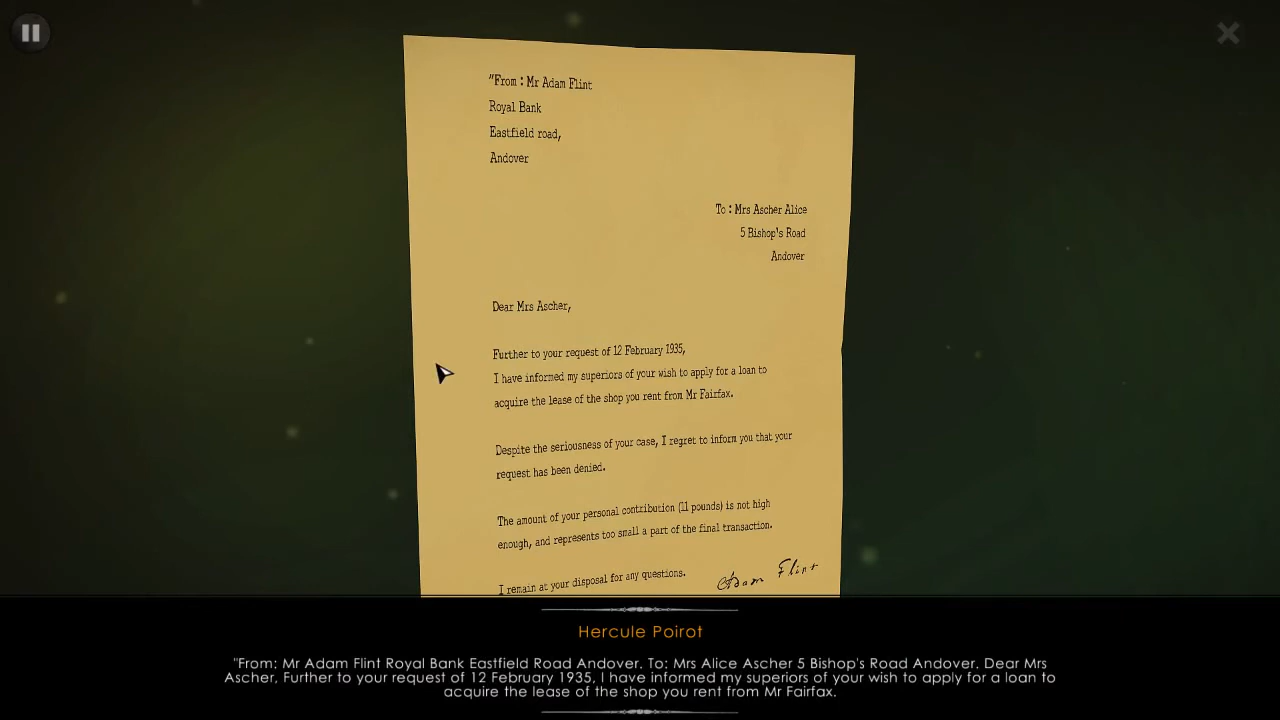 "From : Mr Adam Flint
Royal Bank
Eastfield road,
Andover
To : Mrs Ascher Alice
5 Bishop's Road
Andover
Dear Mrs Ascher,
Further to your request of 12 February 1935,
I have informed my superiors of your wish to apply for a loan to
acquire the lease of the shop you rent from Mr Fairfax.
Despite the seriousness of your case, I regret to inform you that your
request has been denied.
The amount of your personal contribution (11 pounds) is not high
enough, and represents too small a part of the final transaction.
I remain at your disposal for any questions.
Adam Flint
Hercule Poirot
"From: Mr Adam Flint Royal Bank Eastfield Road Andover. To: Mrs Alice Ascher 5 Bishop's Road Andover. Dear Mrs
Ascher, Further to your request of 12 February 1935, I have informed my superiors of your wish to apply for a loan to
acquire the lease of the shop you rent from Mr Fairfax.